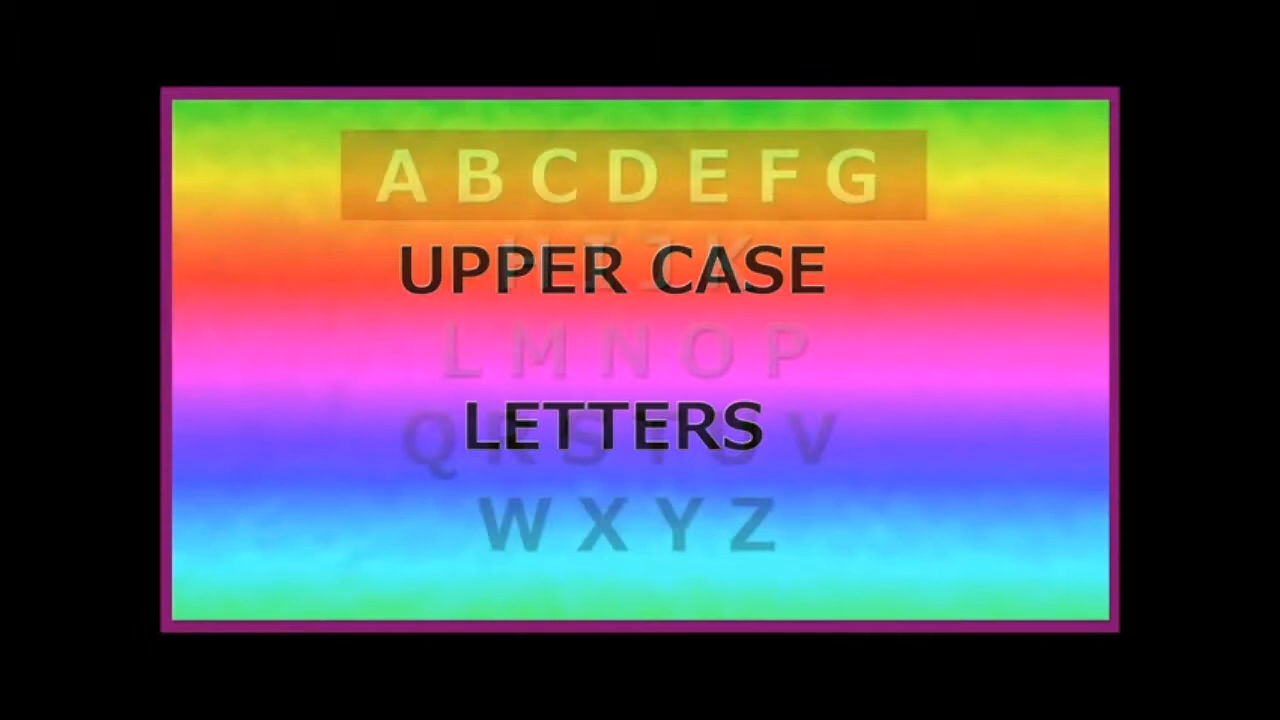 A B C D E F G
H I J K
UPPER CASE
L M N O P
LETTERS
Q R S T U V
W X Y Z